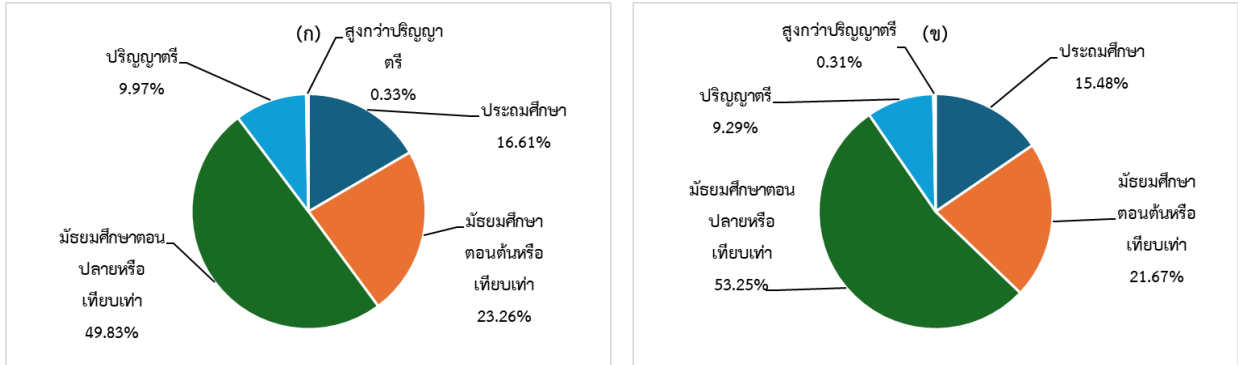 (ก)
สูงกว่าปริญญา
ตรี
0.33%
ประถมศึกษา
16.61%
มัธยมศึกษา
ตอนต้นหรือ
เทียบเท่า
23.26%
มัธยมศึกษาตอน
ปลายหรือ
เทียบเท่า
49.83%
ปริญญาตรี
9.97%
(ข)
สูงกว่าปริญญาตรี
0.31%
ประถมศึกษา
15.48%
มัธยมศึกษา
ตอนต้นหรือ
เทียบเท่า
21.67%
มัธยมศึกษาตอน
ปลายหรือ
เทียบเท่า
53.25%
ปริญญาตรี
9.29%